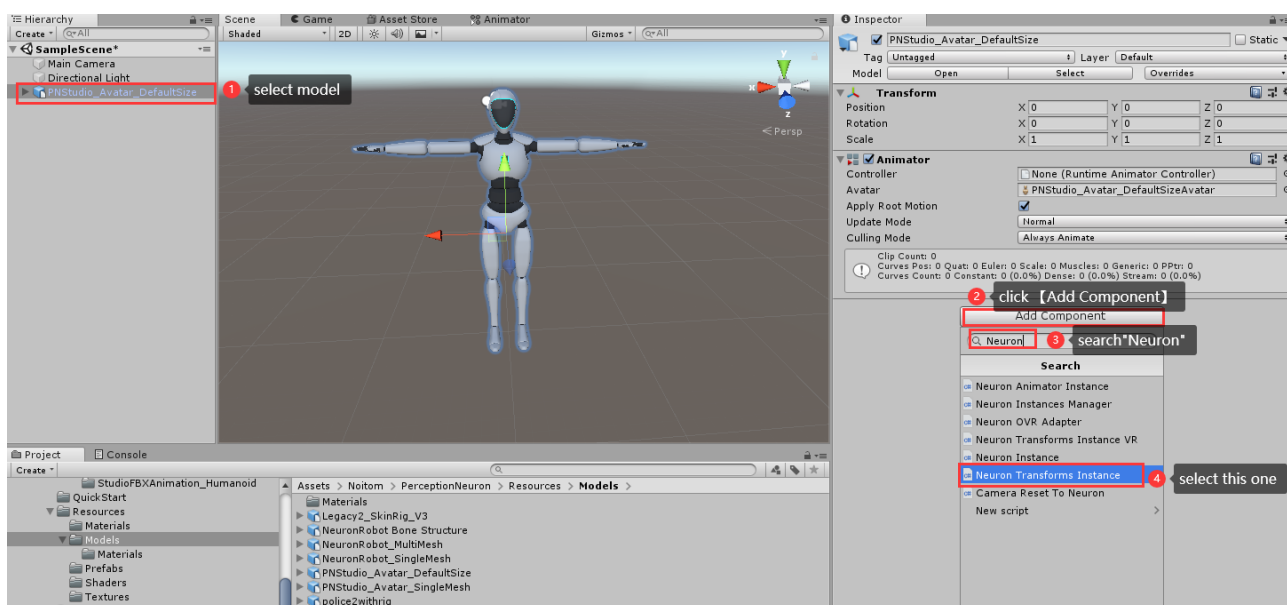 Hierarchy
Create
All
SampleScene*
Main Camera
Directional Light
PNStudio_Avatar_DefaultSize
1 select model
Scene
Game
Asset Store
Animator
Shaded
2D
Gizmos
All
y
x
z
Persp
Inspector
PNStudio_Avatar_DefaultSize
Static
Tag Untagged
Layer Default
Model Open Select Overrides
Transform
Position X 0 Y 0 Z 0
Rotation X 0 Y 0 Z 0
Scale X 1 Y 1 Z 1
Animator
Controller None (Runtime Animator Controller)
Avatar PNStudio_Avatar_DefaultSizeAvatar
Apply Root Motion
Update Mode Normal
Culling Mode Always Animate
Clip Count: 0
Curves Pos: 0 Quat: 0 Euler: 0 Scale: 0 Muscles: 0 Generic: 0 PPtr: 0
Curves Count: 0 Constant: 0 (0.0%) Dense: 0 (0.0%) Stream: 0 (0.0%)
2 click 【Add Component】
Add Component
Neuron
3 search"Neuron"
Search
Neuron Animator Instance
Neuron Instances Manager
Neuron OVR Adapter
Neuron Transforms Instance VR
Neuron Instance
Neuron Transforms Instance
4 select this one
Camera Reset To Neuron
New script
Project
Console
Create
StudioFBXAnimation_Humanoid
QuickStart
Resources
Materials
Models
Materials
Prefabs
Shaders
Textures
Assets > Noitom > PerceptionNeuron > Resources > Models >
Materials
Legacy2_SkinRig_V3
NeuronRobot Bone Structure
NeuronRobot_MultiMesh
NeuronRobot_SingleMesh
PNStudio_Avatar_DefaultSize
PNStudio_Avatar_SingleMesh
police2withrig